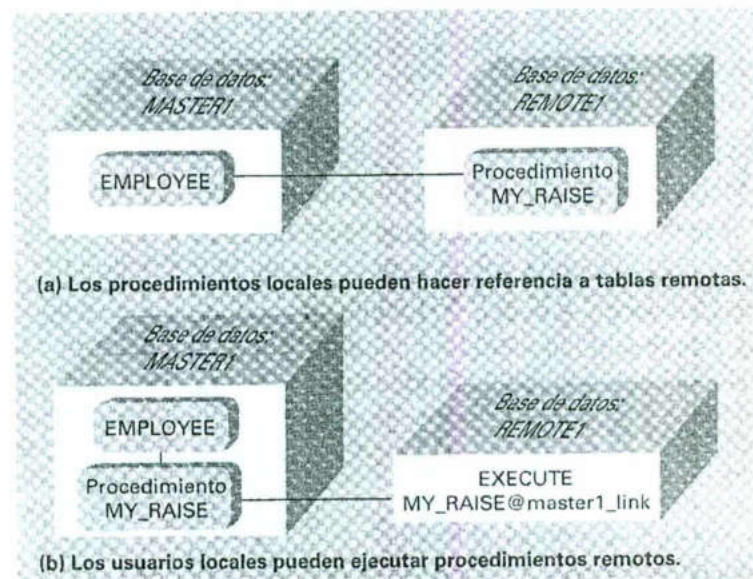 Base de datos:
MASTER1
EMPLOYEE
Base de datos:
REMOTE1
Procedimiento
MY_RAISE
(a) Los procedimientos locales pueden hacer referencia a tablas remotas.
Base de datos:
MASTER1
EMPLOYEE
Procedimiento
MY_RAISE
Base de datos:
REMOTE1
EXECUTE
MY_RAISE@master1_link
(b) Los usuarios locales pueden ejecutar procedimientos remotos.